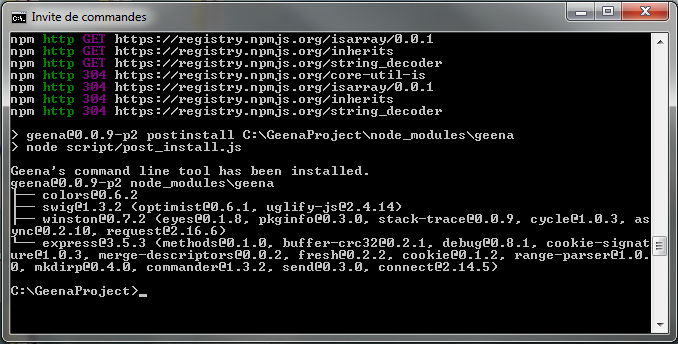 Invite de commandes
npm http GET https://registry.npmjs.org/isarray/0.0.1
npm http GET https://registry.npmjs.org/inherits
npm http GET https://registry.npmjs.org/string_decoder
npm http 304 https://registry.npmjs.org/core-util-is
npm http 304 https://registry.npmjs.org/isarray/0.0.1
npm http 304 https://registry.npmjs.org/inherits
npm http 304 https://registry.npmjs.org/string_decoder
> geena@0.0.9-p2 postinstall C:\GeenaProject\node_modules\geena
> node script/post_install.js
Geena's command line tool has been installed.
geena@0.0.9-p2 node_modules\geena
├── colors@0.6.2
├── swig@1.3.2 (optimist@0.6.1, uglify-js@2.4.14)
├── winston@0.7.2 (eyes@0.1.8, pkginfo@0.3.0, stack-trace@0.0.9, cycle@1.0.3, as
ync@0.2.10, request@2.16.6)
└── express@3.5.3 (methods@0.1.0, buffer-crc32@0.2.1, debug@0.8.1, cookie-signat
ure@1.0.3, merge-descriptors@0.0.2, fresh@0.2.2, cookie@0.1.2, range-parser@1.0.
0, mkdirp@0.4.0, commander@1.3.2, send@0.3.0, connect@2.14.5)
C:\GeenaProject>_